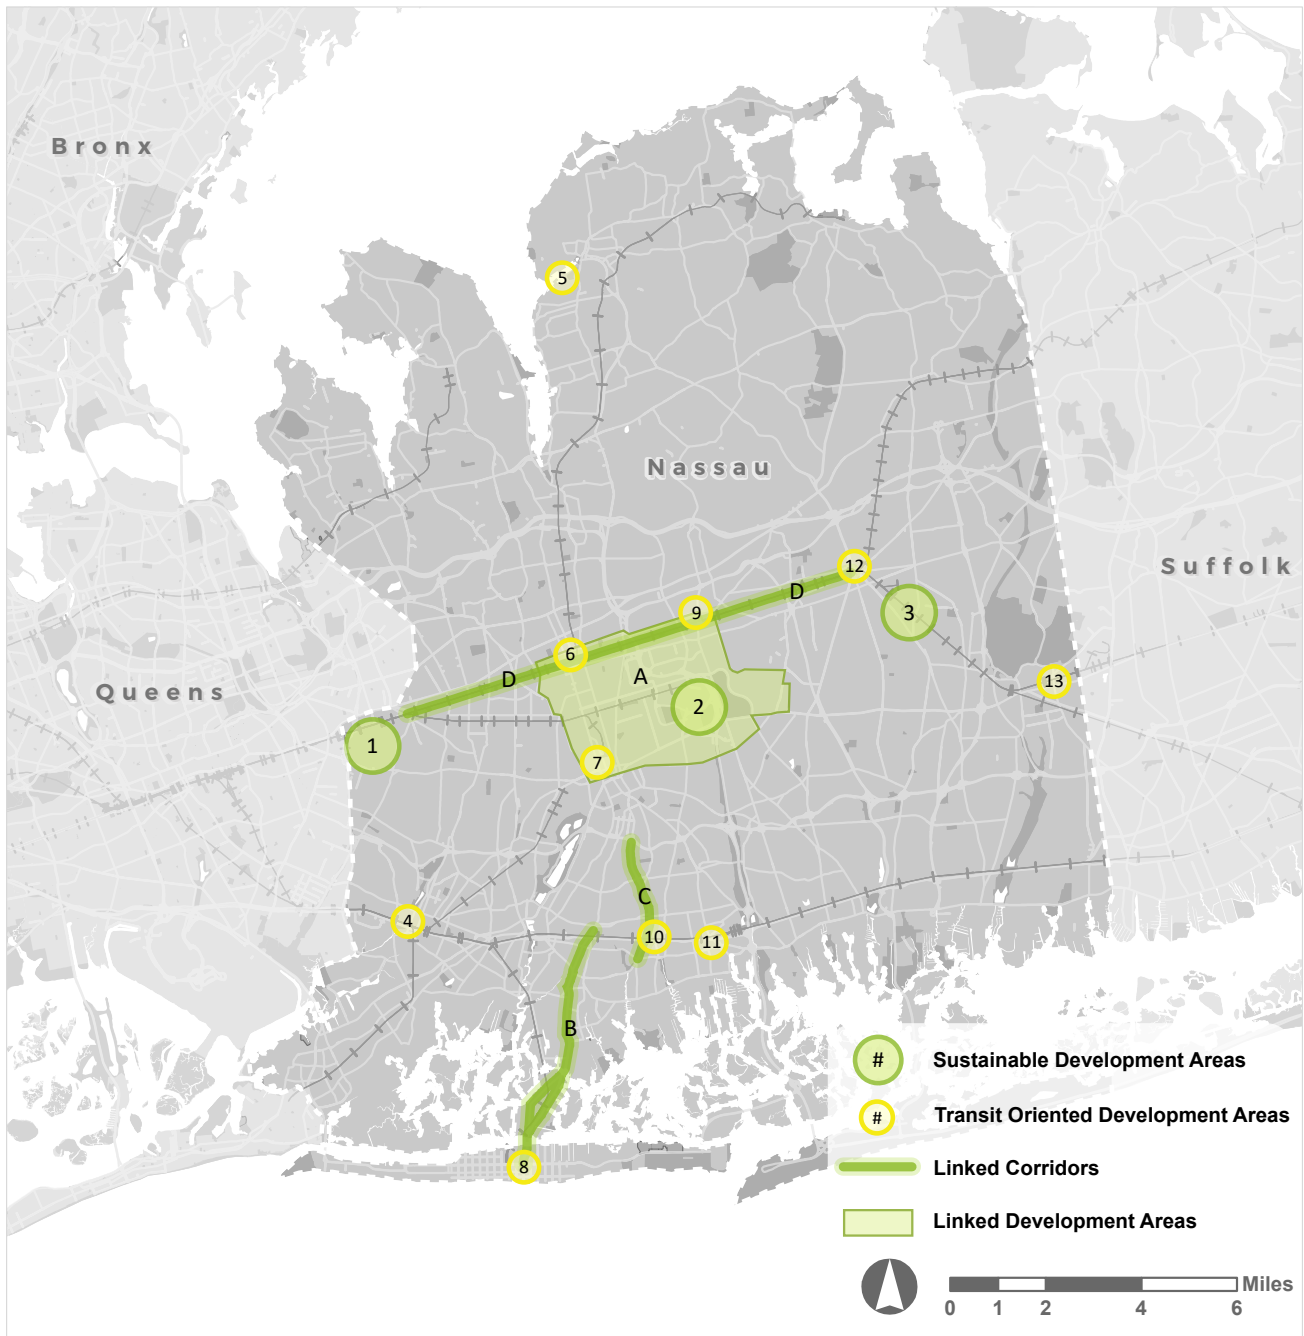 Bronx
5
Nassau
12
Suffolk
D
9
3
6
A
13
D
Queens
2
1
7
C
4
10
11
B
# Sustainable Development Areas
# Transit Oriented Development Areas
Linked Corridors
8
Linked Development Areas
Miles
0 1 2 4 6